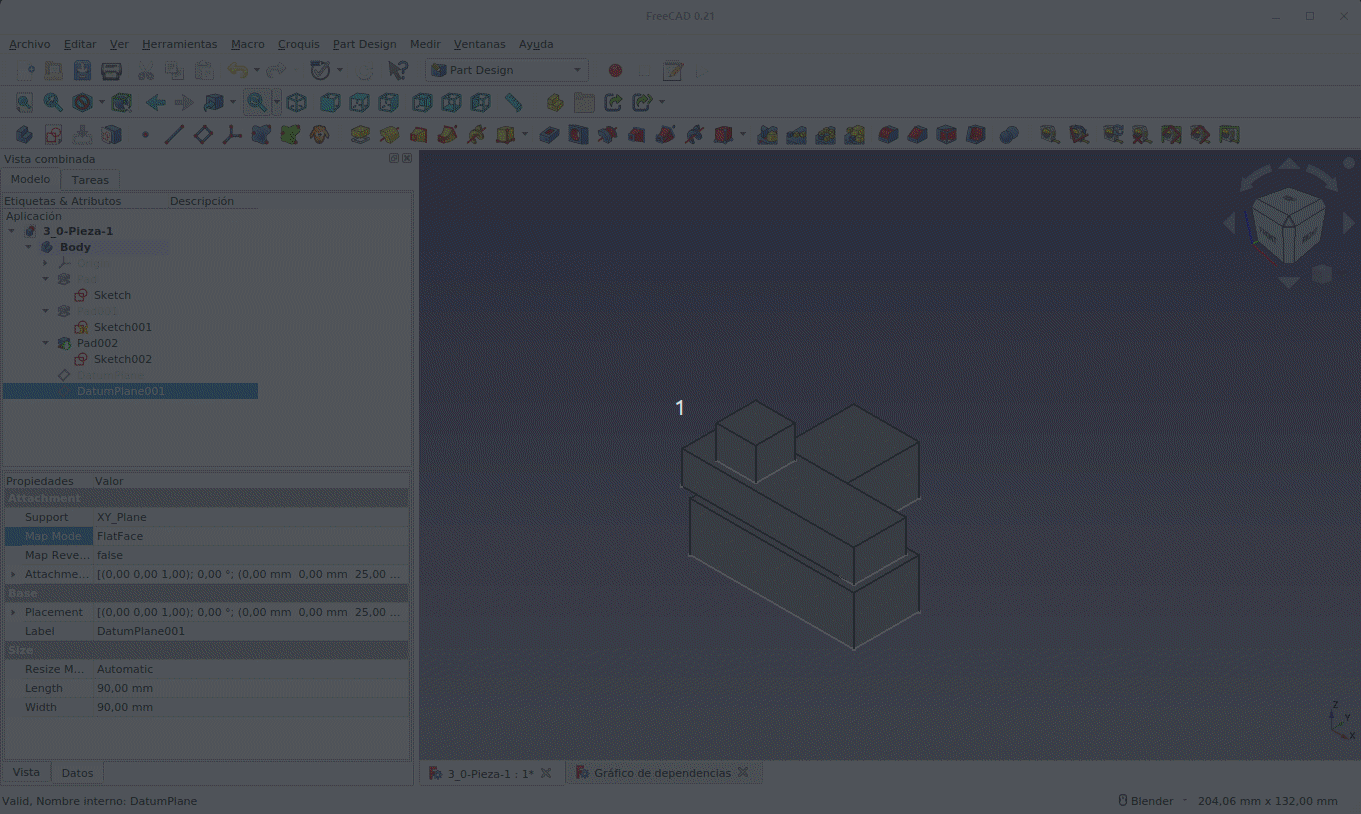 FreeCAD 0.21
Archivo Editar Ver Herramientas Macro Croquis Part Design Medir Ventanas Ayuda
Part Design
Vista combinada
Modelo Tareas
Etiquetas & Atributos Descripción
Aplicación
3_0-Pieza-1
Body
Origin
Pad
Sketch
Pad001
Sketch001
Pad002
Sketch002
DatumPlane
DatumPlane001
1
Propiedades Valor
Attachment
Support XY_Plane
Map Mode FlatFace
Map Reve... false
Attachme... [(0,00 0,00 1,00); 0,00 °; (0,00 mm 0,00 mm 25,00 ...
Base
Placement [(0,00 0,00 1,00); 0,00 °; (0,00 mm 0,00 mm 25,00 ...
Label DatumPlane001
Size
Resize M... Automatic
Length 90,00 mm
Width 90,00 mm
Z
Y
X
Vista Datos
3_0-Pieza-1 : 1* Gráfico de dependencias
Valid, Nombre interno: DatumPlane
Blender 204,06 mm x 132,00 mm